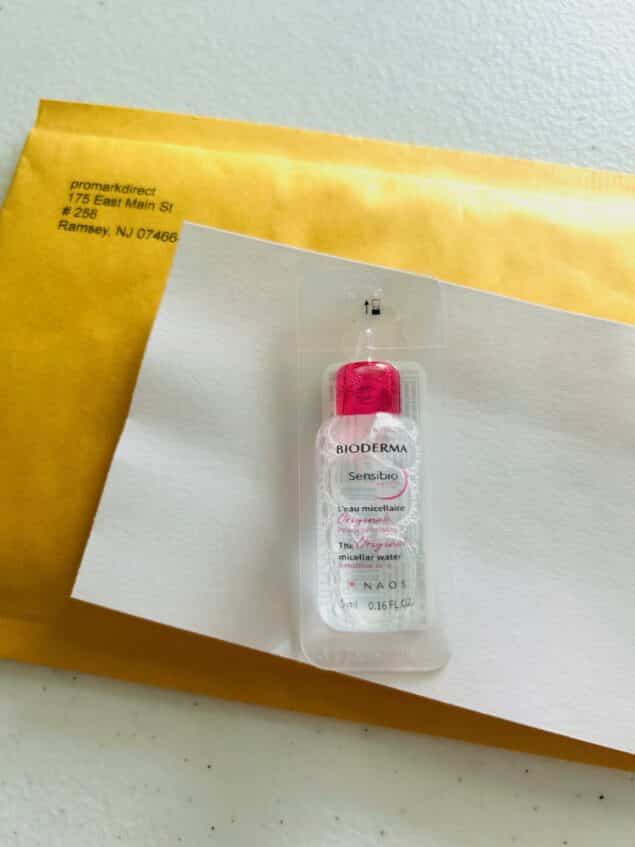 promarkdirect
175 East Main St
# 256
Ramsey, NJ 07466
BIODERMA
Sensibio
L'eau micellaire
Original
The Original
micellar water
NAOS
5ml 0.16 FL.OZ